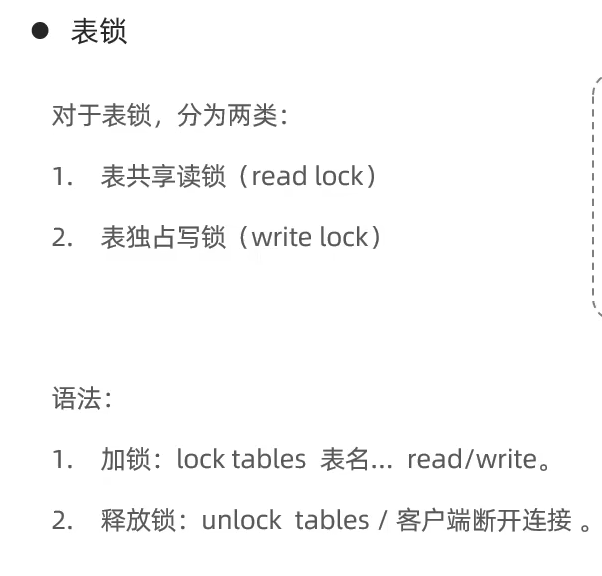 ● 表锁
对于表锁，分为两类：
1. 表共享读锁（read lock）
2. 表独占写锁（write lock）
语法：
1. 加锁：lock tables 表名... read/write。
2. 释放锁：unlock tables / 客户端断开连接 。